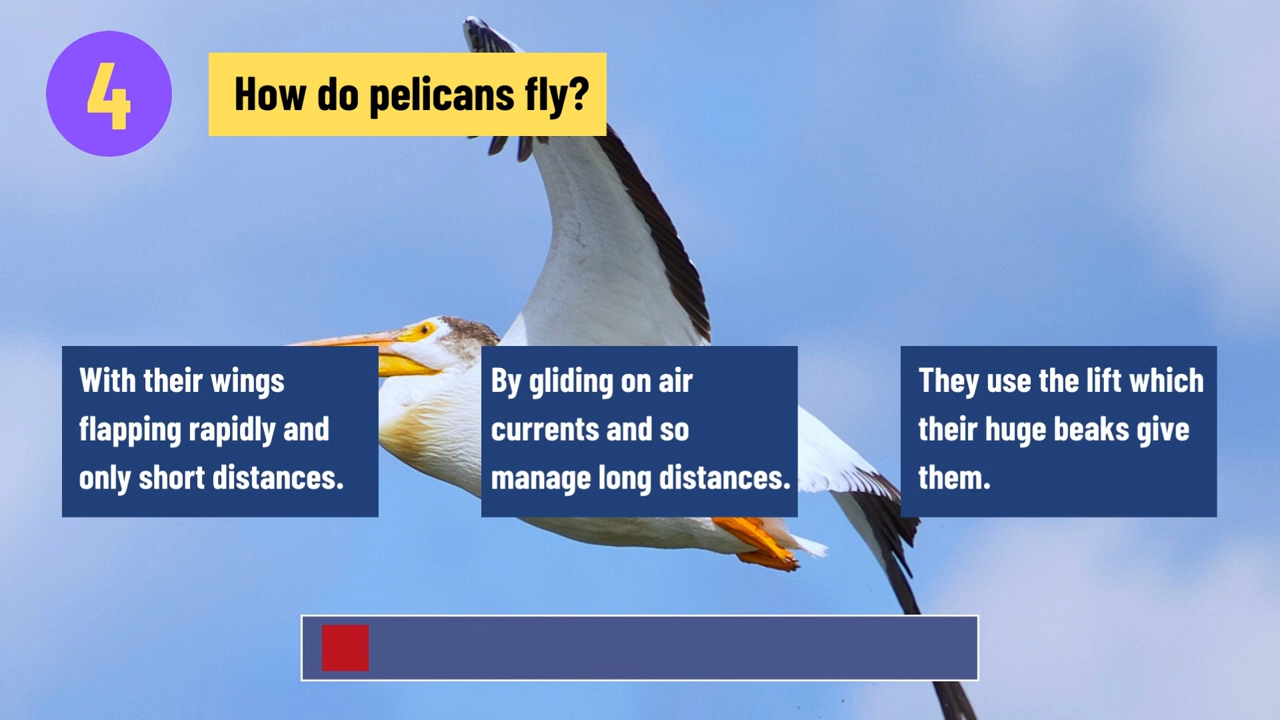 4
How do pelicans fly?
With their wings
flapping rapidly and
only short distances.
By gliding on air
currents and so
manage long distances.
They use the lift which
their huge beaks give
them.